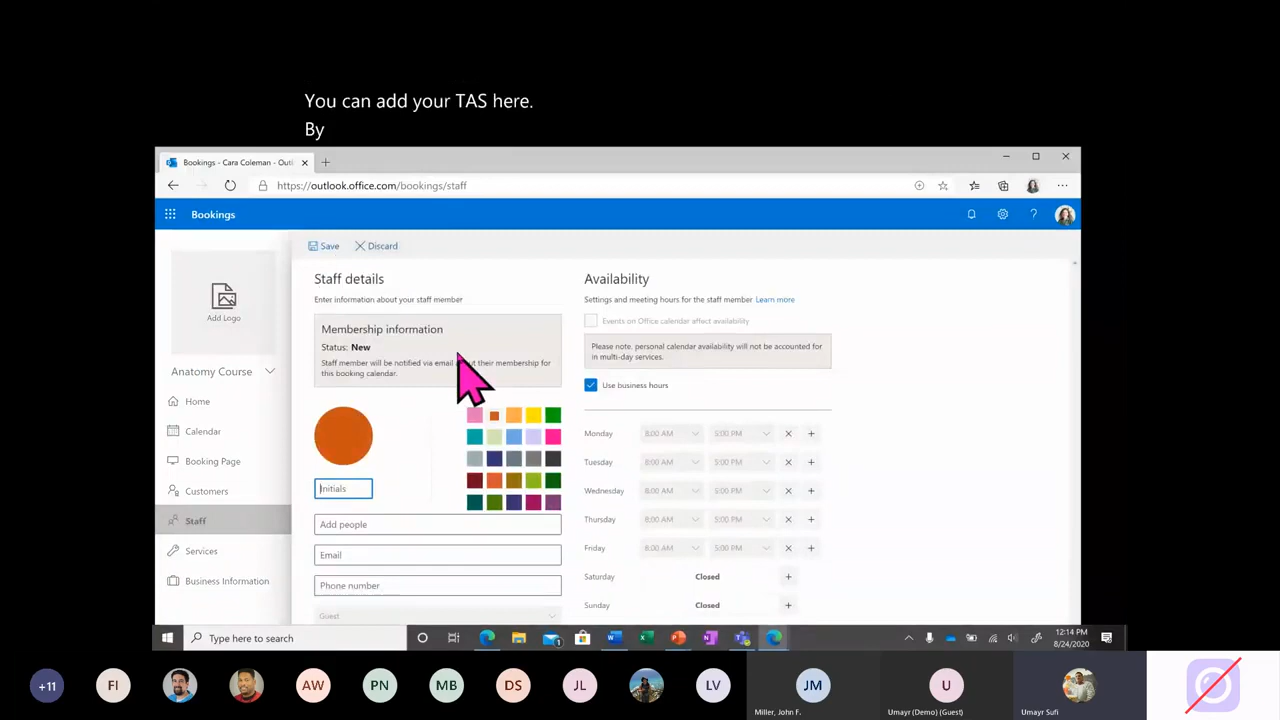 You can add your TAS here.
By
Bookings - Cara Coleman - Outl
https://outlook.office.com/bookings/staff
Bookings
Save
Discard
Add Logo
Anatomy Course
Home
Calendar
Booking Page
Customers
Staff
Services
Business Information
Staff details
Enter information about your staff member
Membership information
Status: New
Staff member will be notified via email their membership for
this booking calendar.
Initials
Add people
Email
Phone number
Guest
Availability
Settings and meeting hours for the staff member Learn more
Events on Office calendar affect availability
Please note, personal calendar availability will not be accounted for
in multi-day services.
Use business hours
Monday 8:00 AM 5:00 PM
Tuesday 8:00 AM 5:00 PM
Wednesday 8:00 AM 5:00 PM
Thursday 8:00 AM 5:00 PM
Friday 8:00 AM 5:00 PM
Saturday Closed
Sunday Closed
Type here to search
12:14 PM
8/24/2020
+11 FI AW PN MB DS JL LV JM U
Miller, John F.
Umayr (Demo) (Guest)
Umayr Sufi